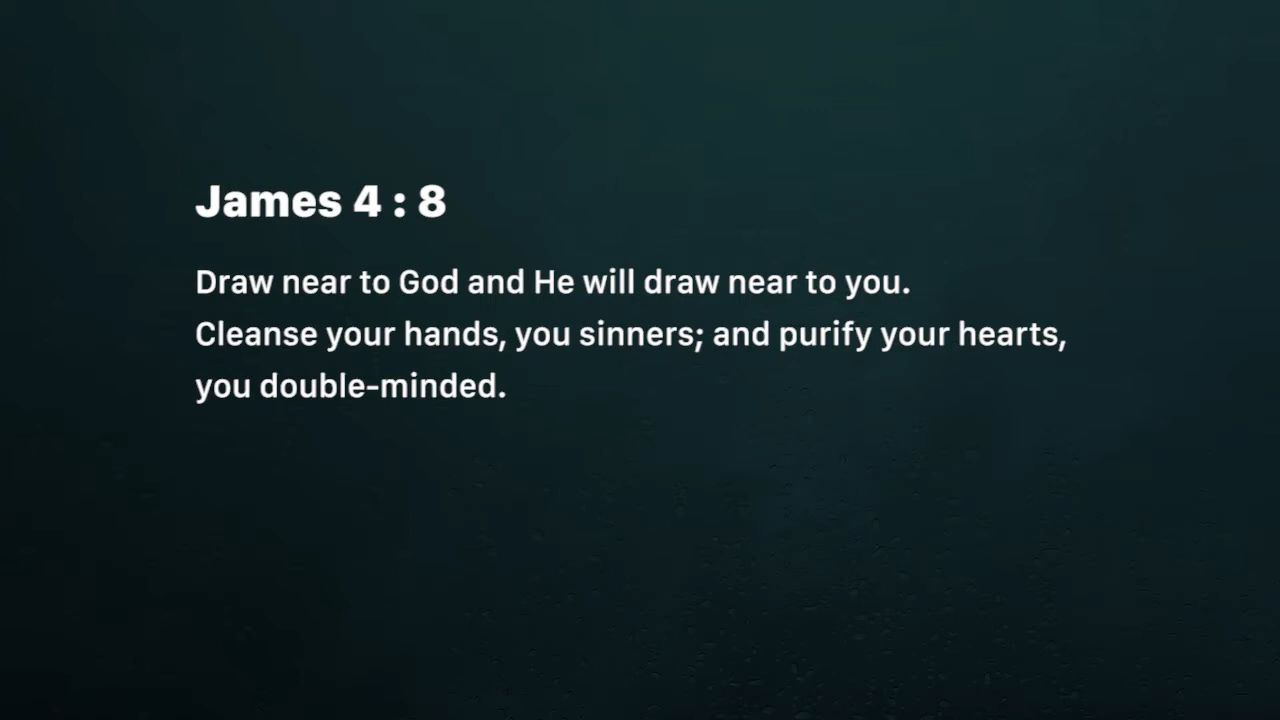 James 4 : 8
Draw near to God and He will draw near to you.
Cleanse your hands, you sinners; and purify your hearts,
you double-minded.